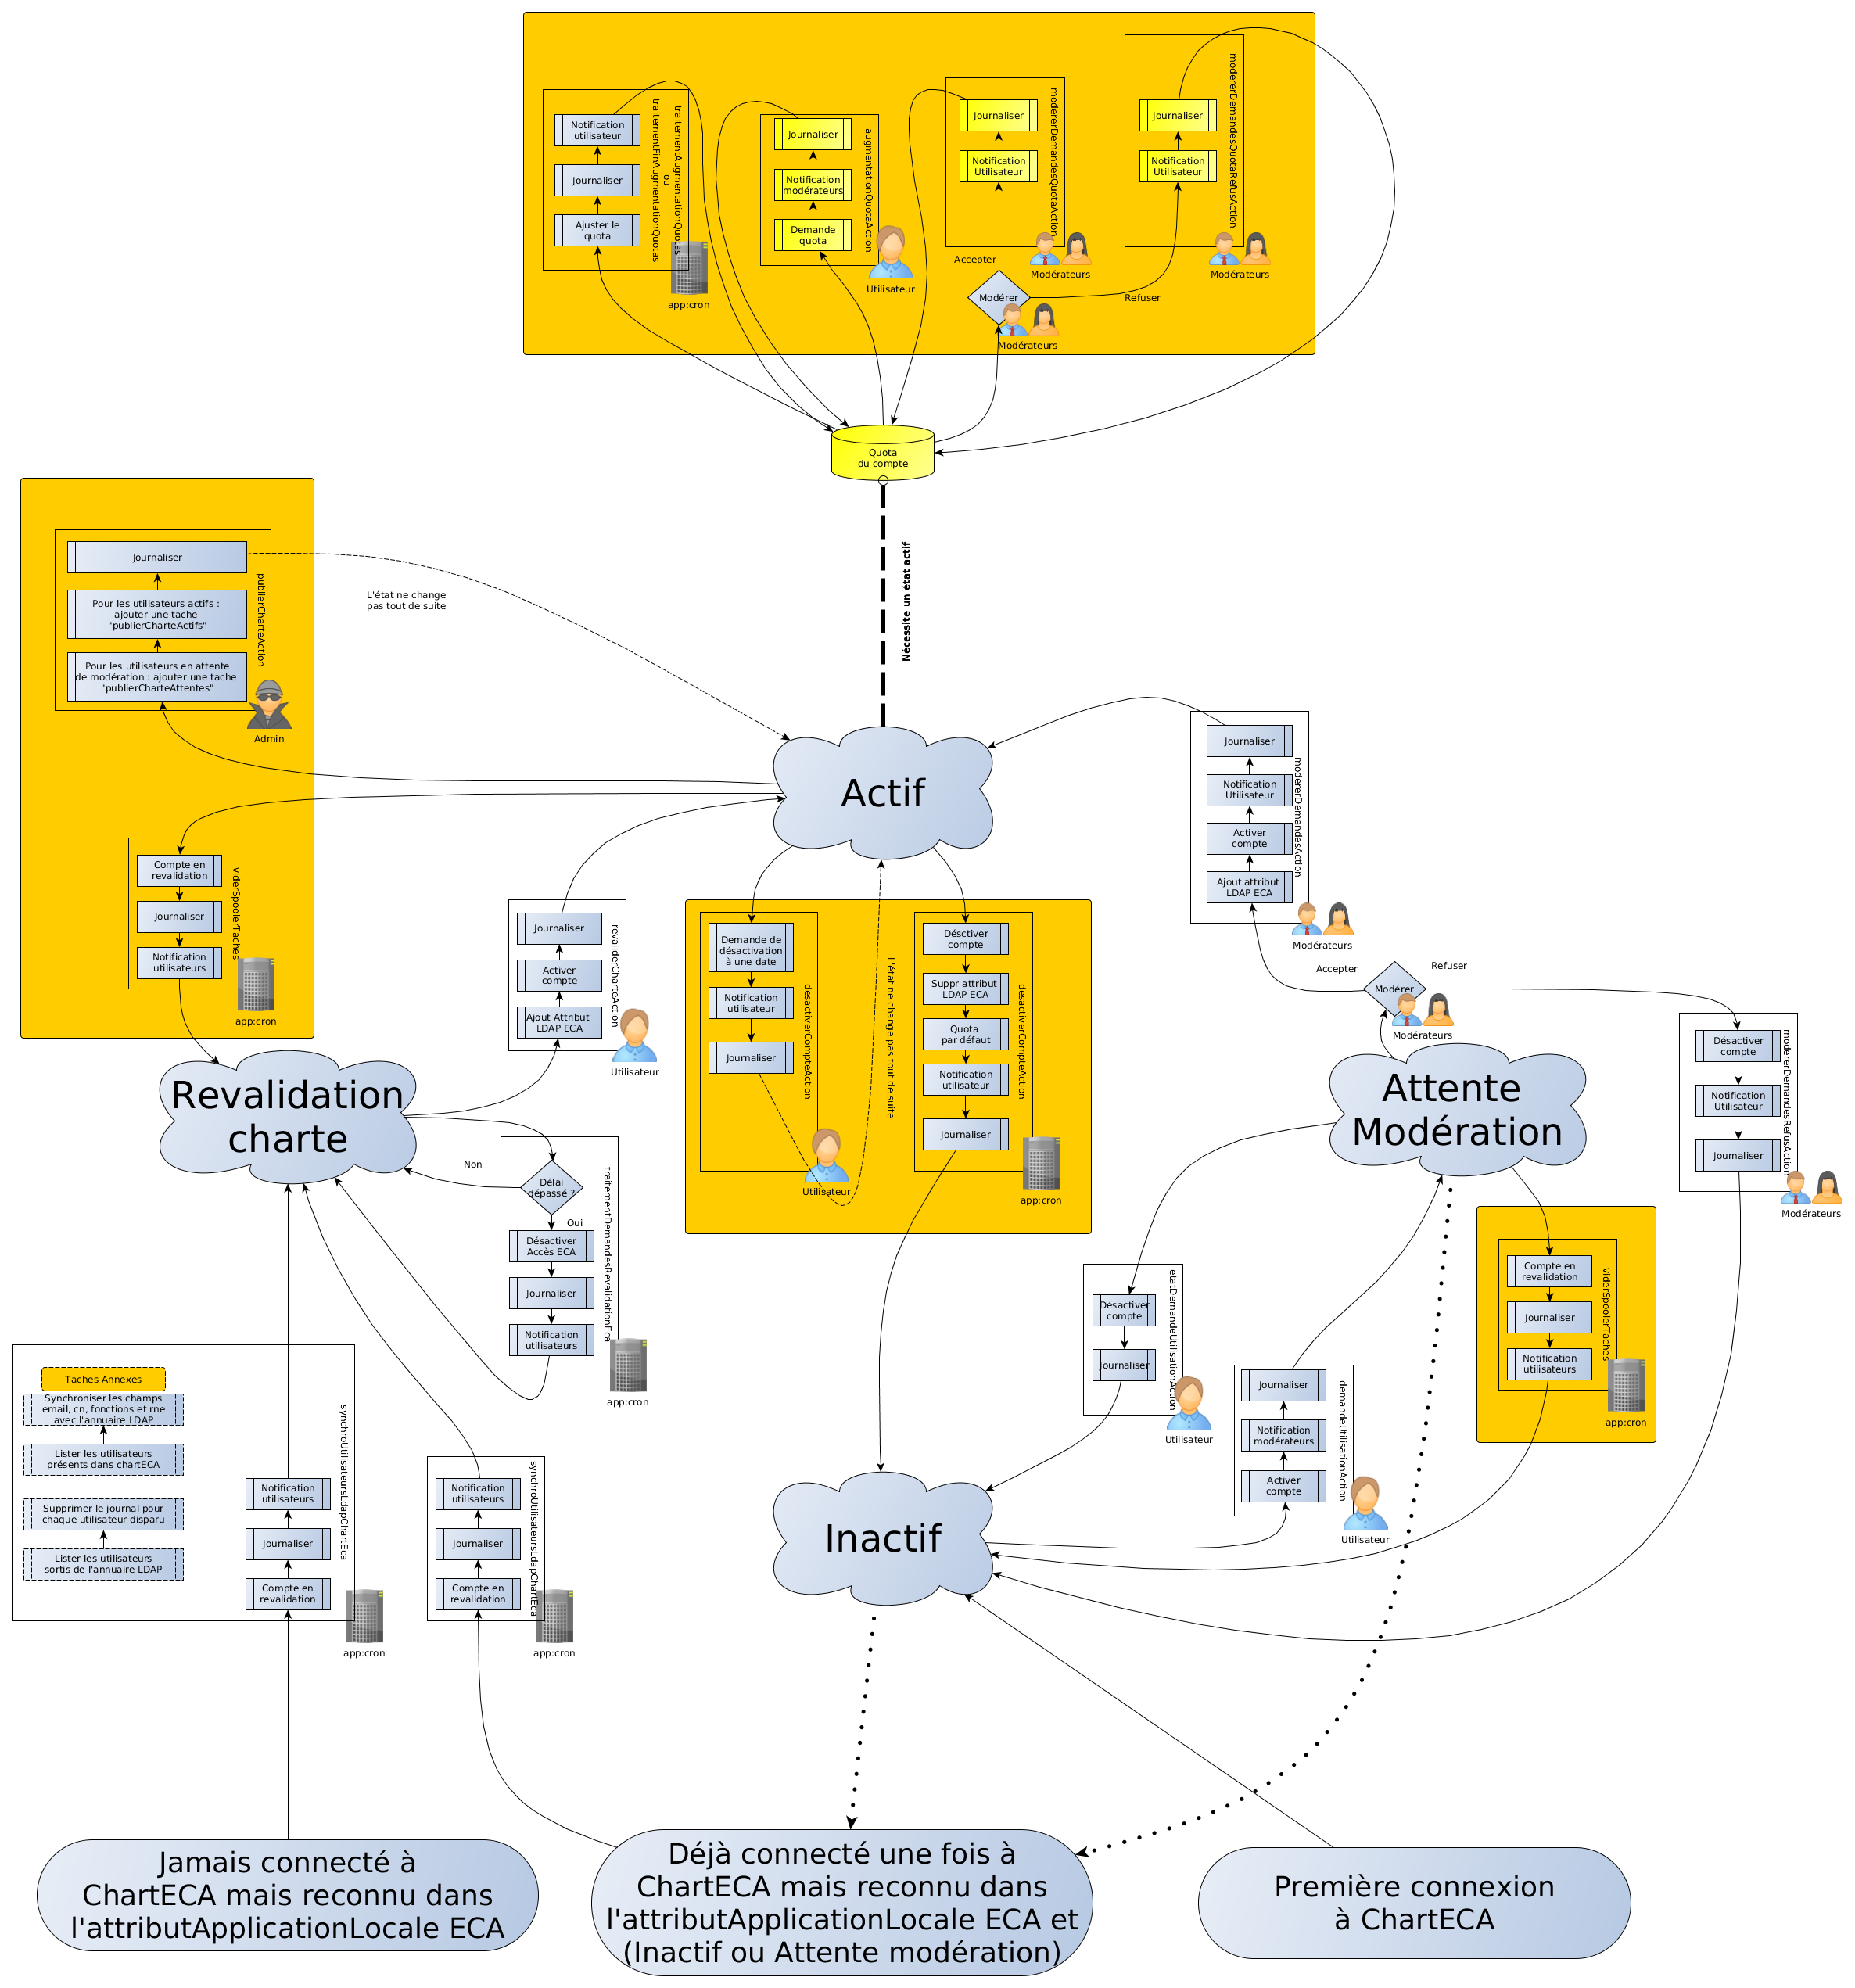 Notification
utilisateur
Journaliser
Ajuster le
quota
traitementAugmentationQuotas
ou
traitementFinAugmentationQuotas
app:cron
Journaliser
Notification
modérateurs
Demande
quota
augmentationQuotaAction
Utilisateur
Journaliser
Notification
Utilisateur
modererDemandesQuotaAction
Modérateurs
Accepter
Modérer
Modérateurs
Refuser
Journaliser
Notification
Utilisateur
modererDemandesQuotaRefusAction
Modérateurs
Quota
du compte
Nécessite un état actif
Journaliser
Pour les utilisateurs actifs :
ajouter une tache
"publierCharteActifs"
Pour les utilisateurs en attente
de modération : ajouter une tache
"publierCharteAttentes"
publierCharteAction
Admin
L'état ne change
pas tout de suite
Actif
Compte en
revalidation
Journaliser
Notification
utilisateurs
viderSpoolerTaches
app:cron
Journaliser
Activer
compte
Ajout Attribut
LDAP ECA
revaliderCharteAction
Utilisateur
Demande de
désactivation
à une date
Notification
utilisateur
Journaliser
desactiverCompteAction
Utilisateur
L'état ne change pas tout de suite
Désctiver
compte
Suppr attribut
LDAP ECA
Quota
par défaut
Notification
utilisateur
Journaliser
desactiverCompteAction
app:cron
Journaliser
Notification
Utilisateur
Activer
compte
Ajout attribut
LDAP ECA
modererDemandesAction
Modérateurs
Accepter
Modérer
Modérateurs
Refuser
Désactiver
compte
Notification
Utilisateur
Journaliser
modererDemandesRefusAction
Modérateurs
Revalidation
charte
Attente
Modération
Non
Délai
dépassé ?
Oui
Désactiver
Accès ECA
Journaliser
Notification
utilisateurs
traitementDemandesRevalidationEca
app:cron
Désactiver
compte
Journaliser
etatDemandeUtilisationAction
Utilisateur
Journaliser
Notification
modérateurs
Activer
compte
demandeUtilisationAction
Utilisateur
Compte en
revalidation
Journaliser
Notification
utilisateurs
viderSpoolerTaches
app:cron
Taches Annexes
Synchroniser les champs
email, cn, fonctions et rne
avec l'annuaire LDAP
Lister les utilisateurs
présents dans chartECA
Supprimer le journal pour
chaque utilisateur disparu
Lister les utilisateurs
sortis de l'annuaire LDAP
Notification
utilisateurs
Journaliser
Compte en
revalidation
synchroUtilisateursLdapChartEca
app:cron
Notification
utilisateurs
Journaliser
Compte en
revalidation
synchroUtilisateursLdapChartEca
app:cron
Inactif
Jamais connecté à
ChartECA mais reconnu dans
l'attributApplicationLocale ECA
Déjà connecté une fois à
ChartECA mais reconnu dans
l'attributApplicationLocale ECA et
(Inactif ou Attente modération)
Première connexion
à ChartECA